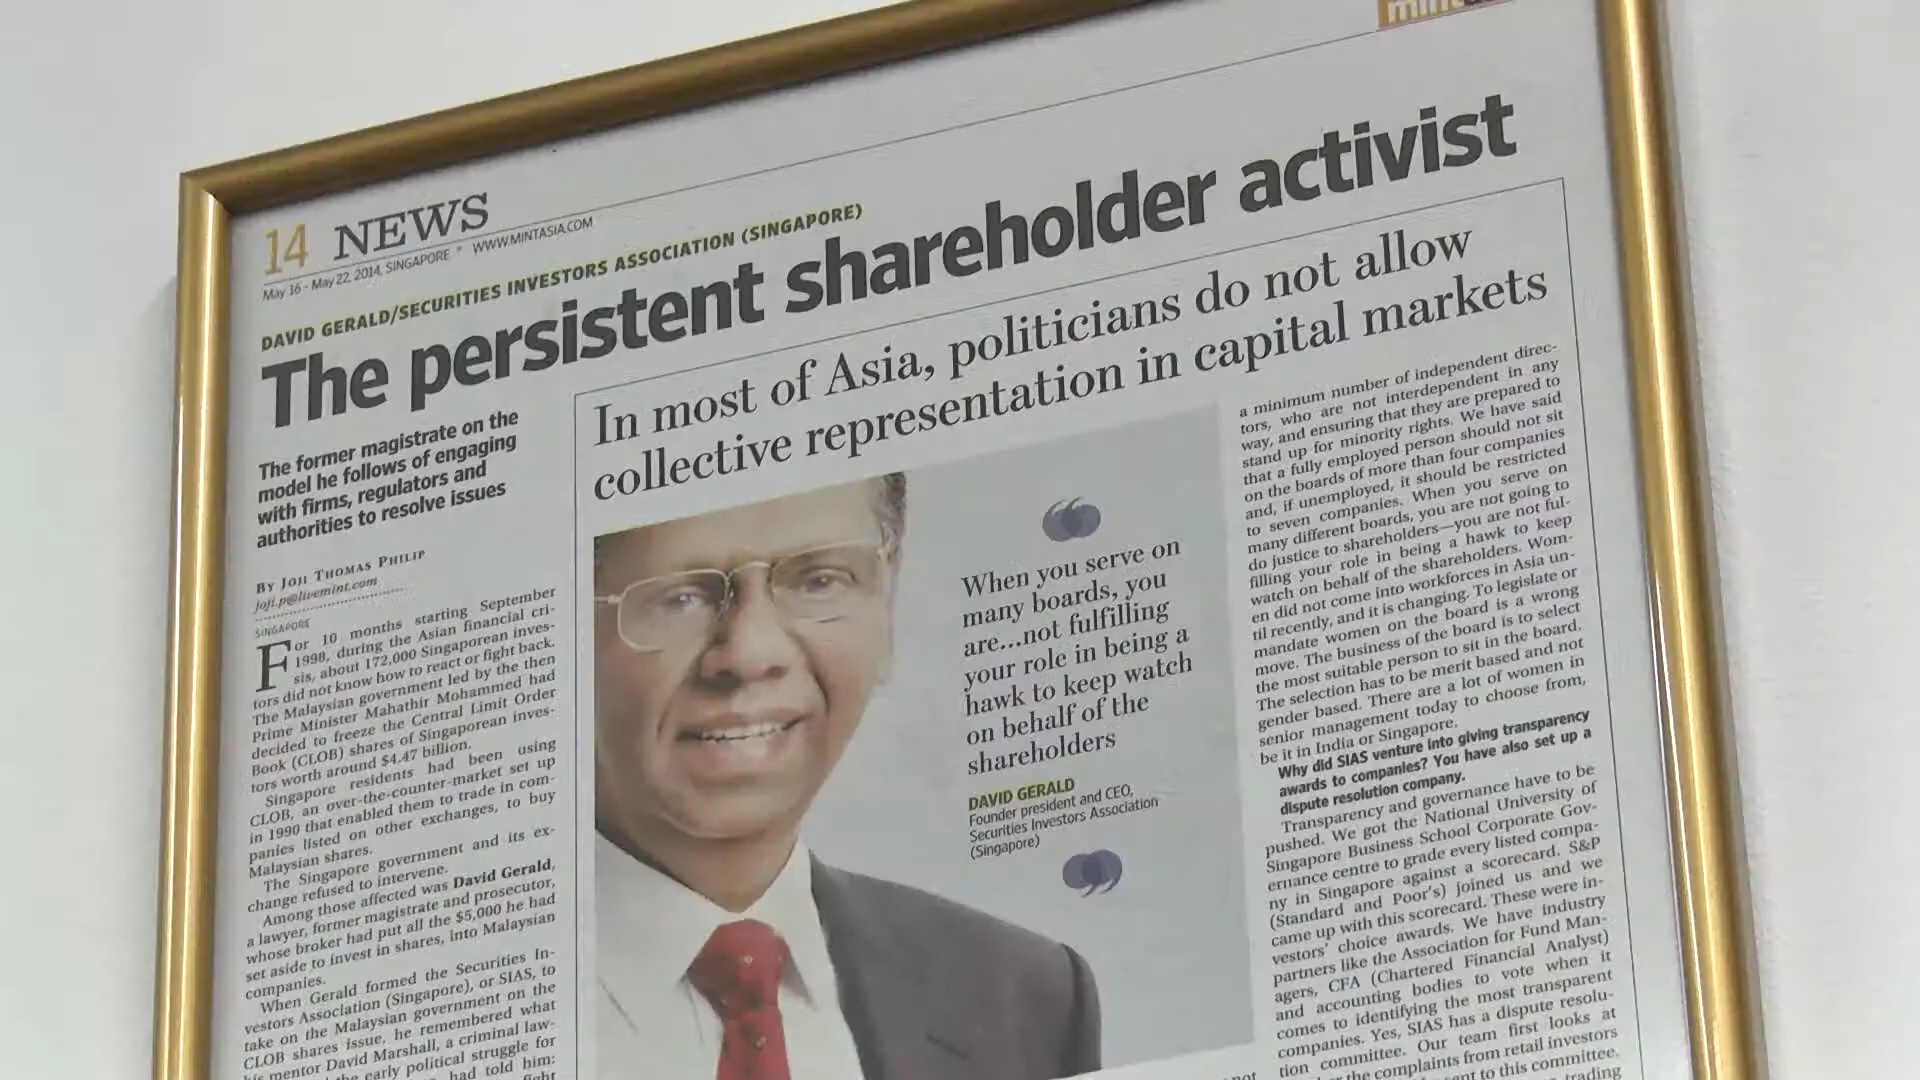 mint
14 NEWS
May 16 - May 22, 2014, SINGAPORE • WWW.MINTASIA.COM
DAVID GERALD/SECURITIES INVESTORS ASSOCIATION (SINGAPORE)
The persistent shareholder activist
The former magistrate on the
model he follows of engaging
with firms, regulators and
authorities to resolve issues
BY JOJI THOMAS PHILIP
joji.p@livemint.com
SINGAPORE
For 10 months starting September
1998, during the Asian financial cri-
sis, about 172,000 Singaporean inves-
tors did not know how to react or fight back.
The Malaysian government led by the then
Prime Minister Mahathir Mohammed had
decided to freeze the Central Limit Order
Book (CLOB) shares of Singaporean inves-
tors worth around $4.47 billion.
Singapore residents had been using
CLOB, an over-the-counter-market set up
in 1990 that enabled them to trade in com-
panies listed on other exchanges, to buy
Malaysian shares.
The Singapore government and its ex-
change refused to intervene.
Among those affected was David Gerald,
a lawyer, former magistrate and prosecutor,
whose broker had put all the $5,000 he had
set aside to invest in shares, into Malaysian
companies.
When Gerald formed the Securities In-
vestors Association (Singapore), or SIAS, to
take on the Malaysian government on the
CLOB shares issue, he remembered what
his mentor David Marshall, a criminal law-
the early political struggle for
had told him:
fight
In most of Asia, politicians do not allow
collective representation in capital markets
When you serve on
many boards, you
are...not fulfilling
your role in being a
hawk to keep watch
on behalf of the
shareholders
DAVID GERALD
Founder president and CEO,
Securities Investors Association
(Singapore)
a minimum number of independent direc-
tors, who are not interdependent in any
way, and ensuring that they are prepared to
stand up for minority rights. We have said
that a fully employed person should not sit
on the boards of more than four companies
and, if unemployed, it should be restricted
to seven companies. When you serve on
many different boards, you are not going to
do justice to shareholders—you are not ful-
filling your role in being a hawk to keep
watch on behalf of the shareholders. Wom-
en did not come into workforces in Asia un-
til recently, and it is changing. To legislate or
mandate women on the board is a wrong
move. The business of the board is to select
the most suitable person to sit in the board.
The selection has to be merit based and not
gender based. There are a lot of women in
senior management today to choose from,
be it in India or Singapore.
Why did SIAS venture into giving transparency
awards to companies? You have also set up a
dispute resolution company.
Transparency and governance have to be
pushed. We got the National University of
Singapore Business School Corporate Gov-
ernance centre to grade every listed compa-
ny in Singapore against a scorecard. S&P
(Standard and Poor's) joined us and we
came up with this scorecard. These were in-
vestors' choice awards. We have industry
partners like the Association for Fund Man-
agers, CFA (Chartered Financial Analyst)
and accounting bodies to vote when it
comes to identifying the most transparent
companies. Yes, SIAS has a dispute resolu-
tion committee. Our team first looks at
the complaints from retail investors
to this committee.
trading